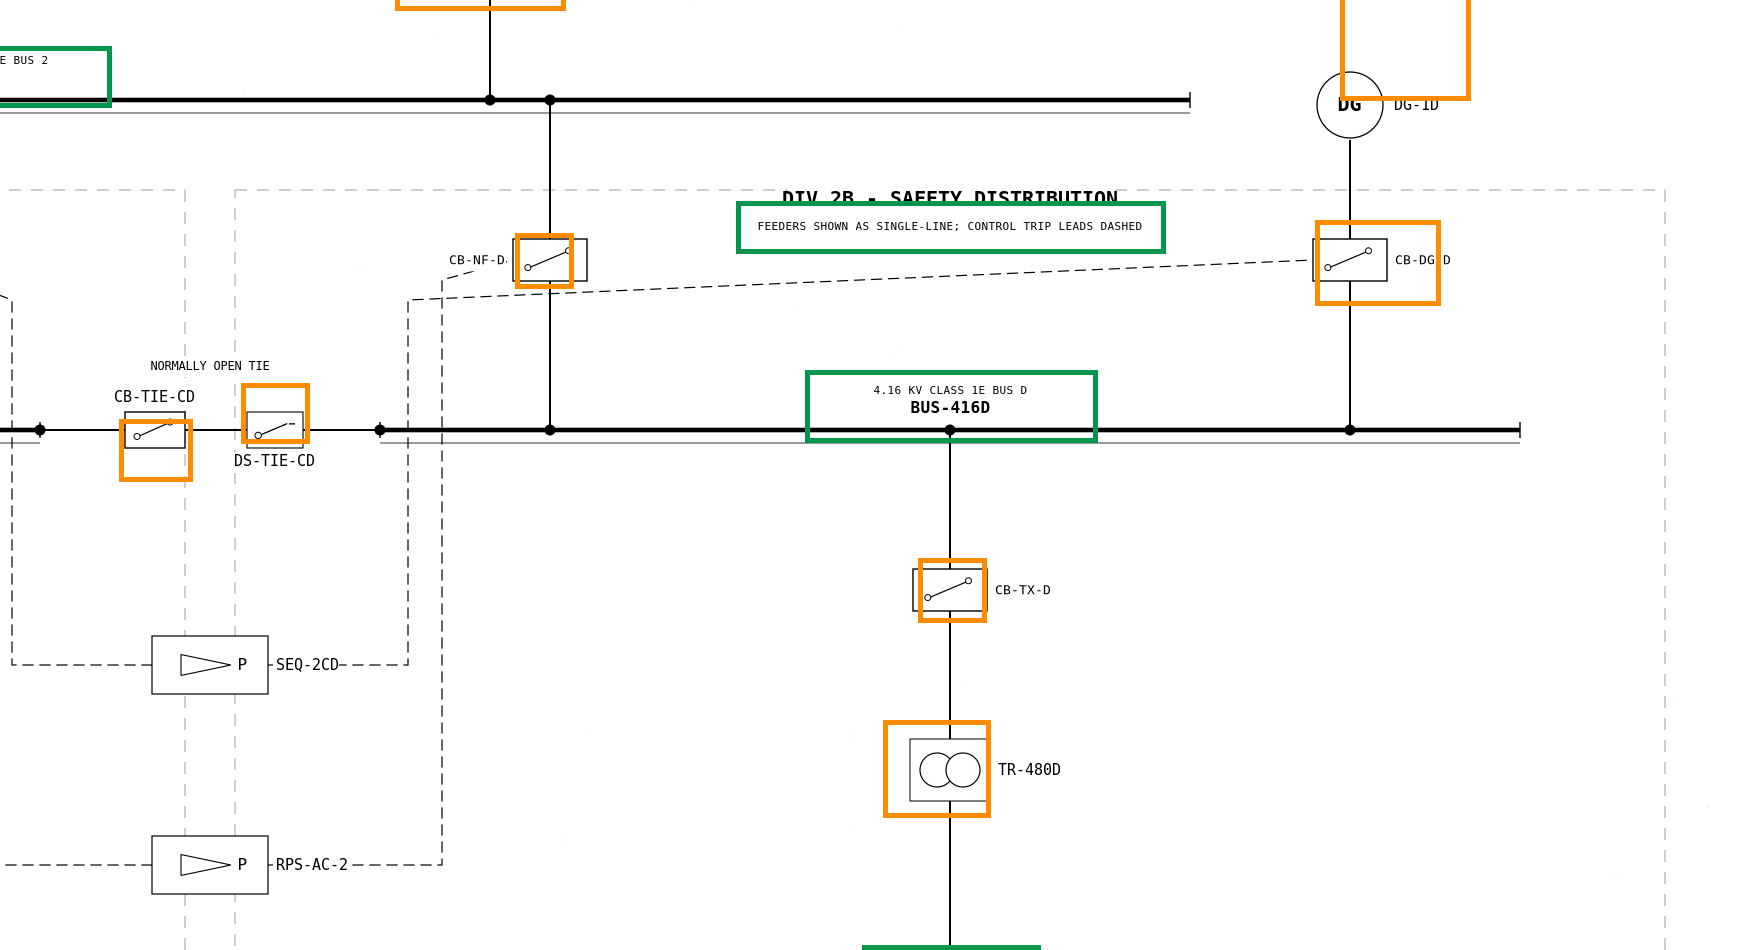 E BUS 2
DG
DG-1D
DIV 2B - SAFETY DISTRIBUTION
FEEDERS SHOWN AS SINGLE-LINE; CONTROL TRIP LEADS DASHED
CB-NF-D
CB-DG-D
NORMALLY OPEN TIE
CB-TIE-CD
4.16 KV CLASS 1E BUS D
BUS-416D
DS-TIE-CD
CB-TX-D
P
SEQ-2CD
TR-480D
P
RPS-AC-2